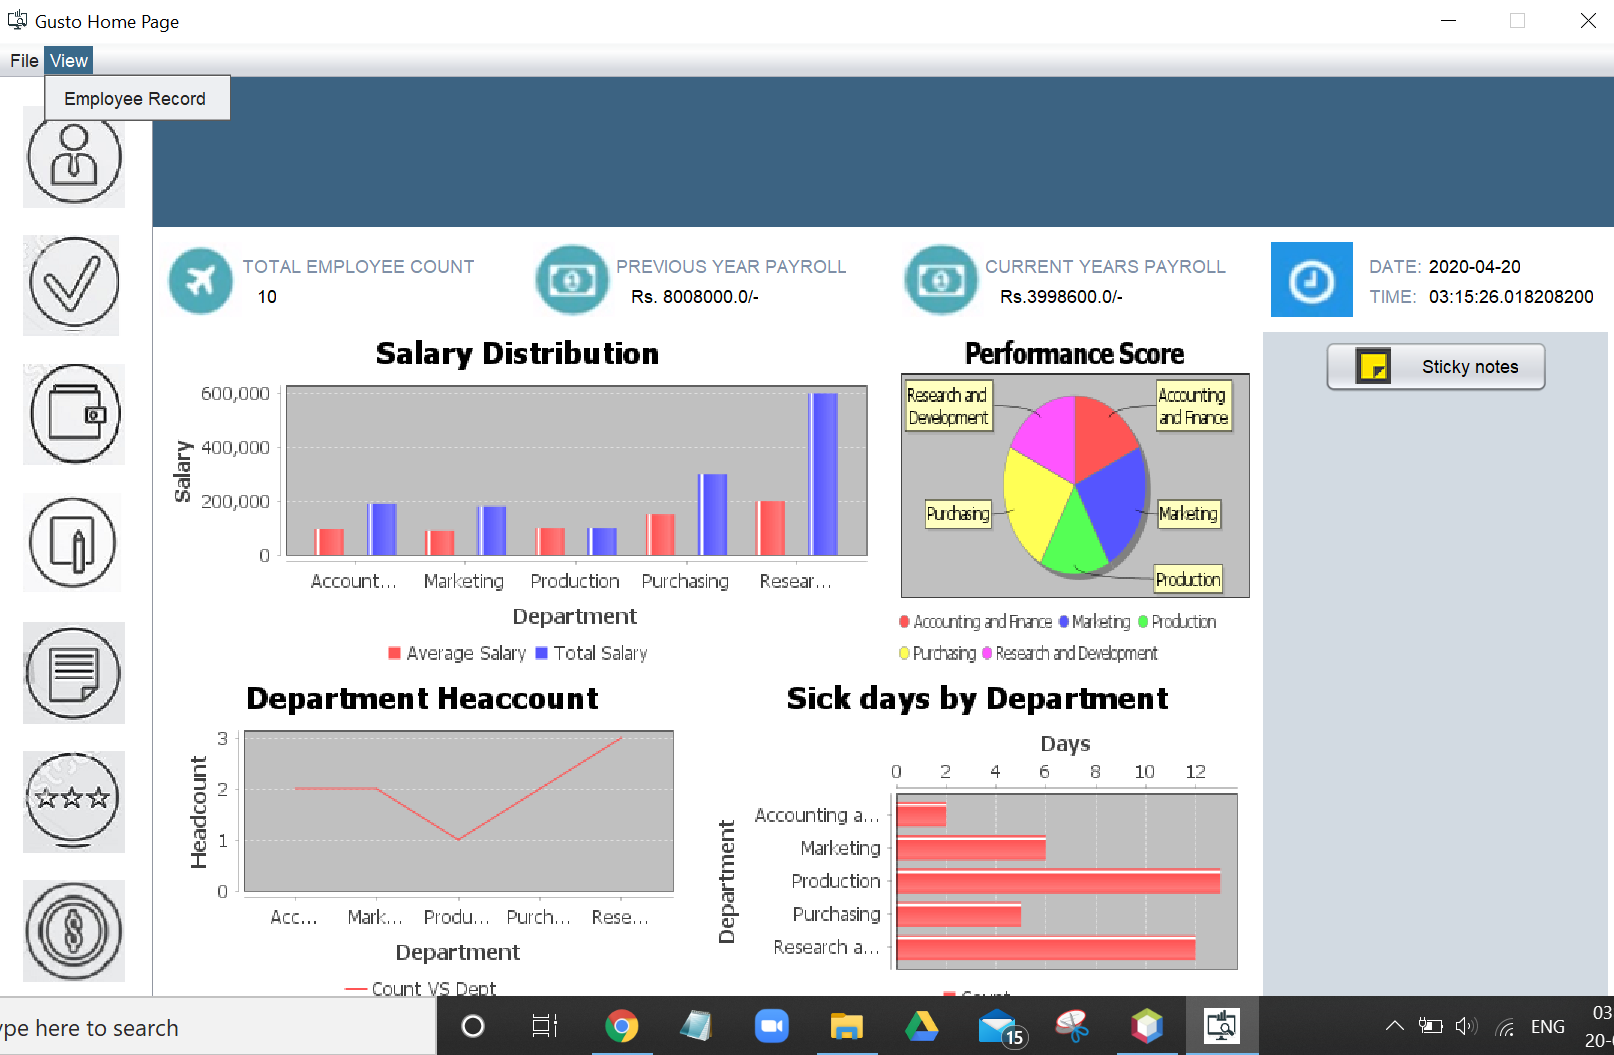 Gusto Home Page
File View
Employee Record
TOTAL EMPLOYEE COUNT
10
PREVIOUS YEAR PAYROLL
Rs. 8008000.0/-
CURRENT YEARS PAYROLL
Rs.3998600.0/-
DATE: 2020-04-20
TIME: 03:15:26.018208200
Sticky notes
Salary Distribution
Salary
600,000
400,000
200,000
0
Account... Marketing Production Purchasing Resear...
Department
Average Salary Total Salary
Performance Score
Research and
Development
Accounting
and Finance
Purchasing
Marketing
Production
Accounting and Finance Marketing Production
Purchasing Research and Development
Department Heaccount
Headcount
3
2
1
0
Acc... Mark... Produ... Purch... Rese...
Department
Count VS Dept
Sick days by Department
Days
0 2 4 6 8 10 12
Department
Accounting a...
Marketing
Production
Purchasing
Research a...
Count
ype here to search
15
ENG
03
20-